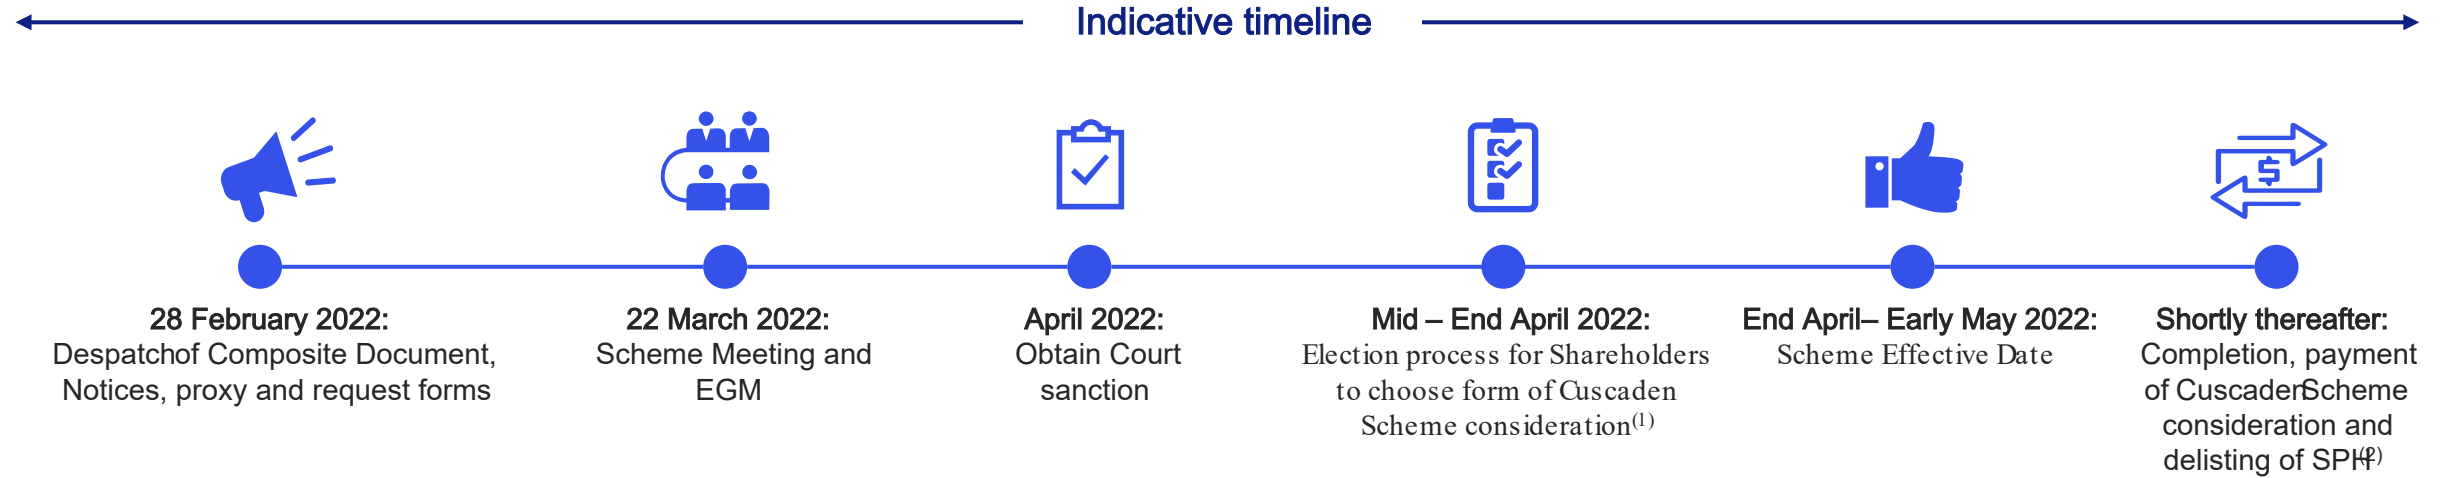 Indicative timeline
28 February 2022:
Despatchof Composite Document,
Notices, proxy and request forms
22 March 2022:
Scheme Meeting and
EGM
April 2022:
Obtain Court
sanction
Mid – End April 2022:
Election process for Shareholders
to choose form of Cuscaden
Scheme consideration(1)
End April– Early May 2022:
Scheme Effective Date
Shortly thereafter:
Completion, payment
of CuscadenScheme
consideration and
delisting of SPH(2)